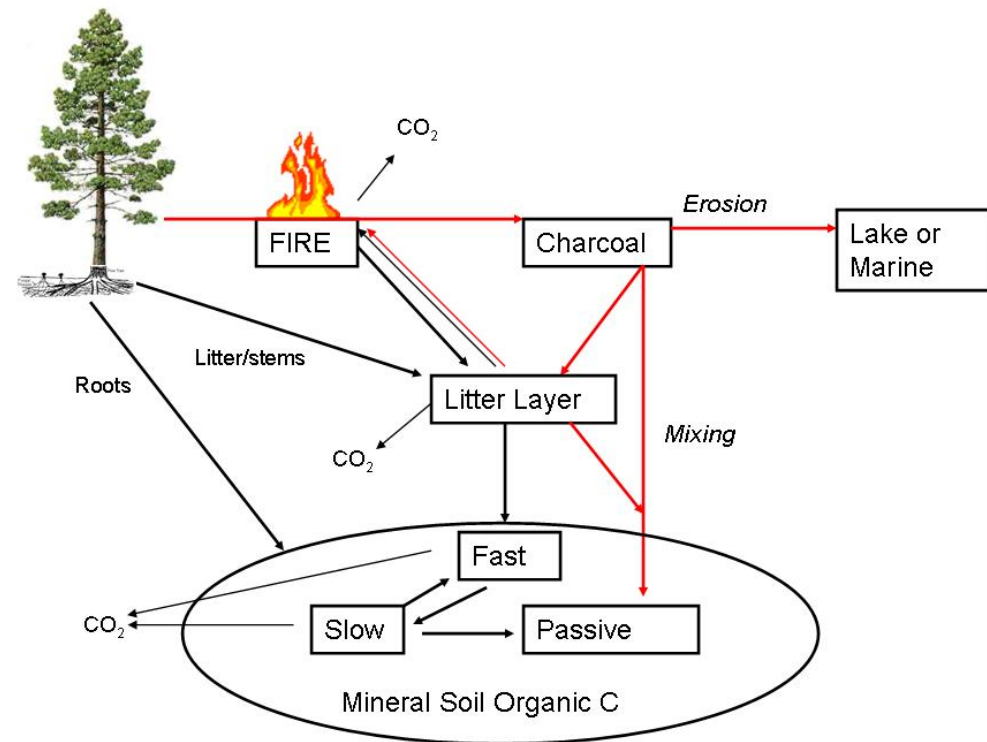 CO₂
Erosion
FIRE
Charcoal
Lake or
Marine
Litter/stems
Roots
Litter Layer
Mixing
CO₂
Fast
CO₂
Slow
Passive
Mineral Soil Organic C